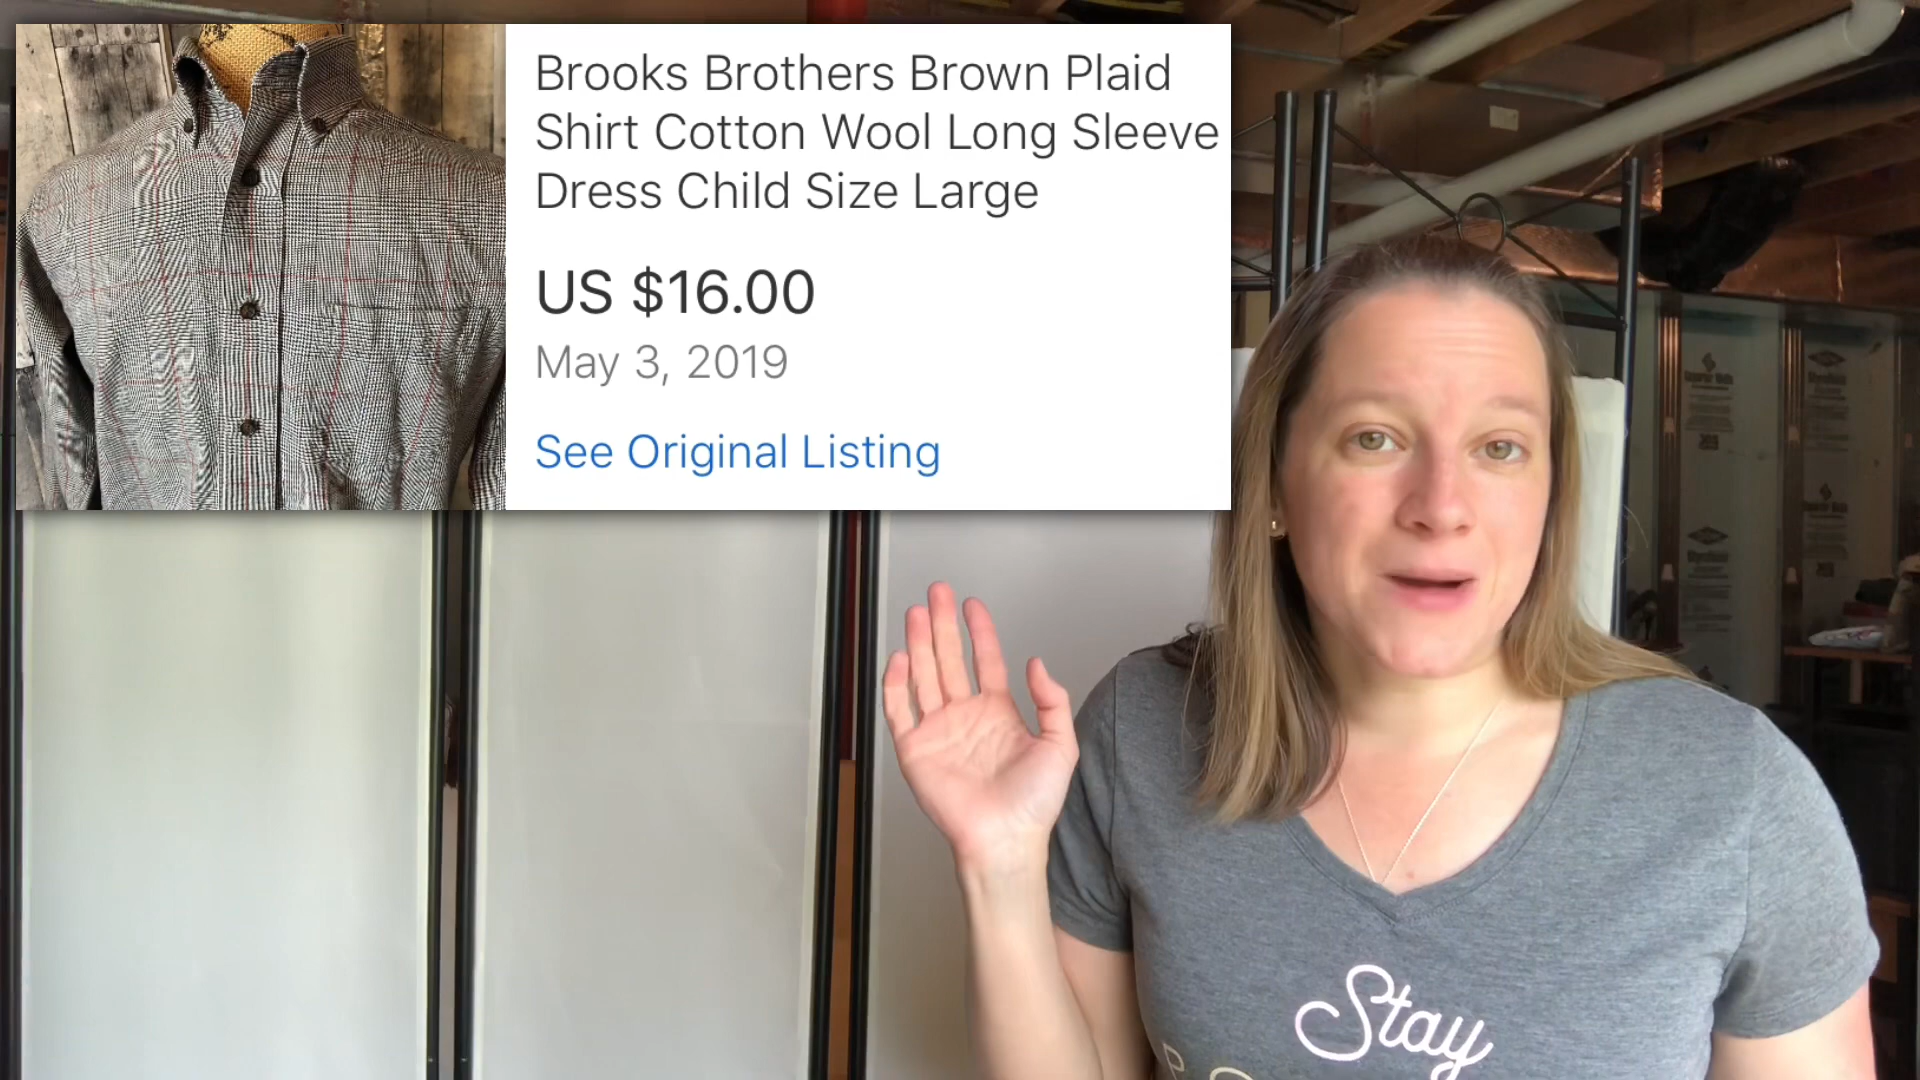 Brooks Brothers Brown Plaid
Shirt Cotton Wool Long Sleeve
Dress Child Size Large
US $16.00
May 3, 2019
See Original Listing
Stay